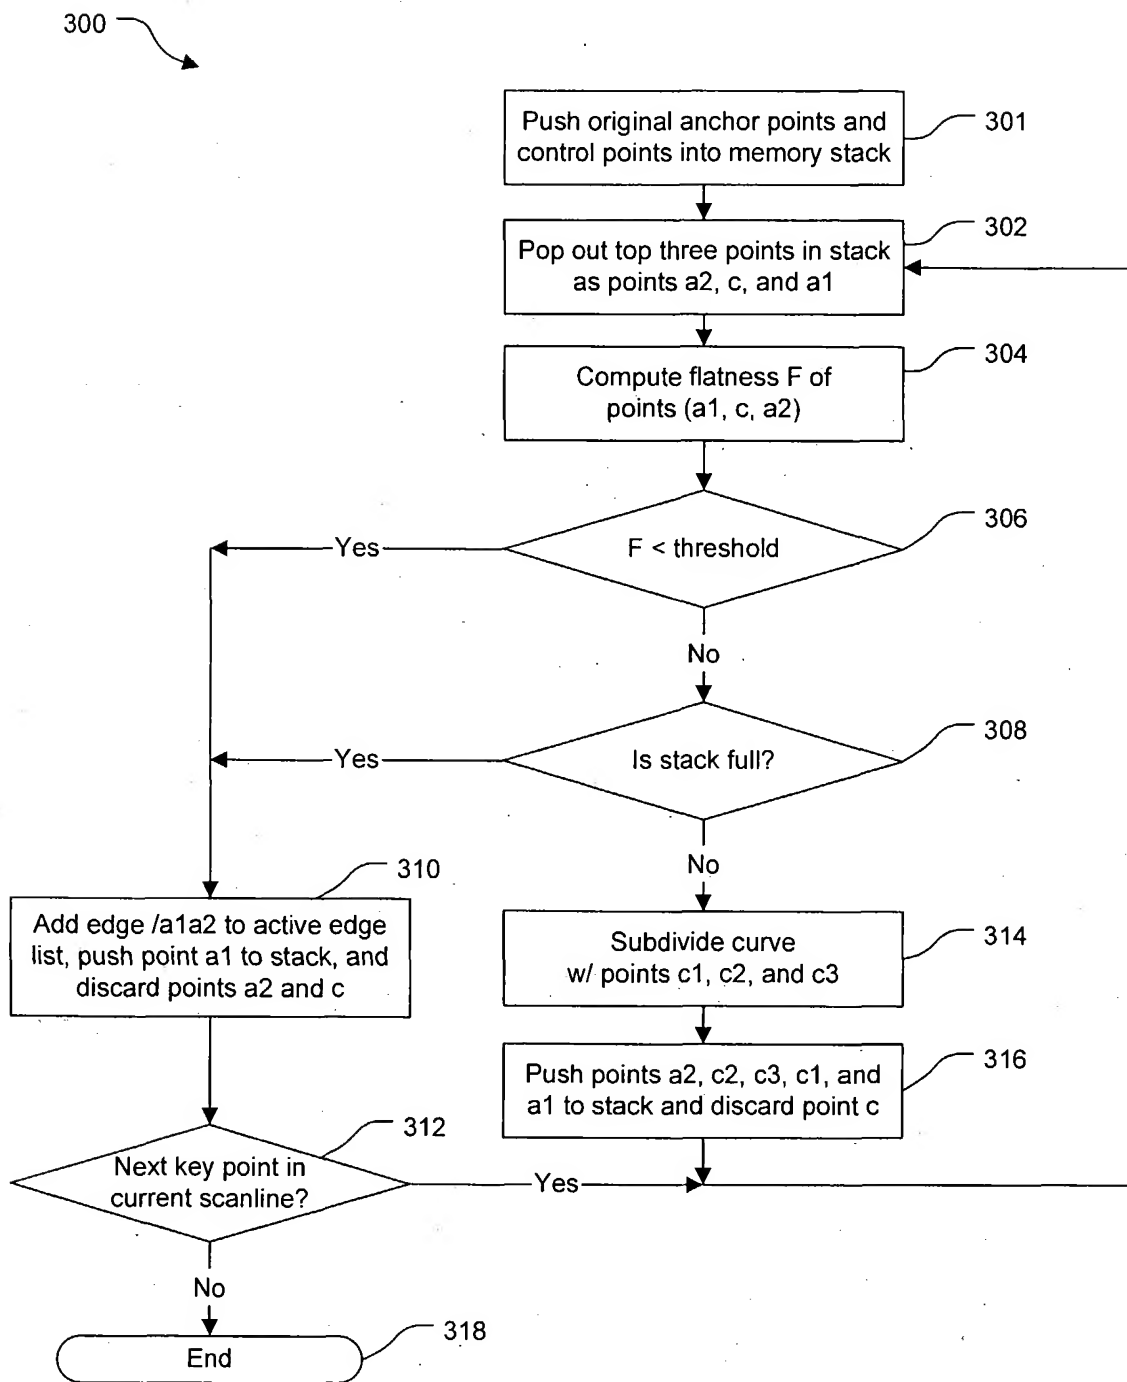 300
Push original anchor points and
control points into memory stack
301
Pop out top three points in stack
as points a2, c, and a1
302
Compute flatness F of
points (a1, c, a2)
304
F < threshold
306
Yes
No
Is stack full?
308
Yes
No
310
Add edge /a1a2 to active edge
list, push point a1 to stack, and
discard points a2 and c
Subdivide curve
w/ points c1, c2, and c3
314
Push points a2, c2, c3, c1, and
a1 to stack and discard point c
316
312
Next key point in
current scanline?
Yes
No
End
318